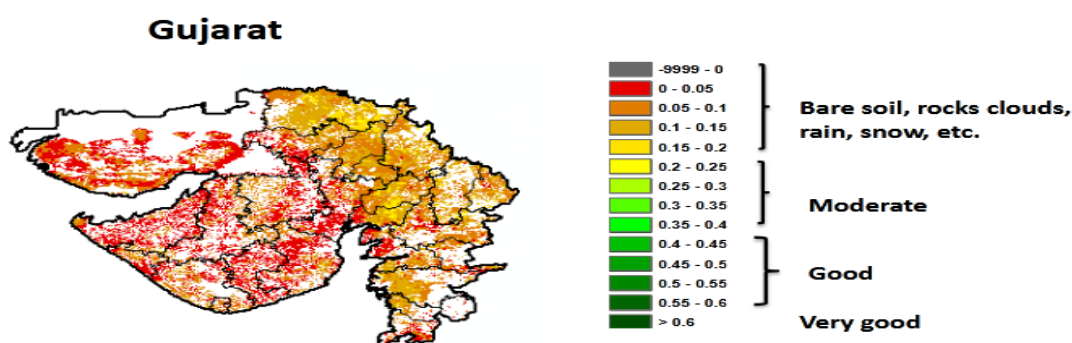 Gujarat
-9999 - 0
0 - 0.05
0.05 - 0.1
0.1 - 0.15
0.15 - 0.2
0.2 - 0.25
0.25 - 0.3
0.3 - 0.35
0.35 - 0.4
0.4 - 0.45
0.45 - 0.5
0.5 - 0.55
0.55 - 0.6
> 0.6
Bare soil, rocks clouds,
rain, snow, etc.
Moderate
Good
Very good